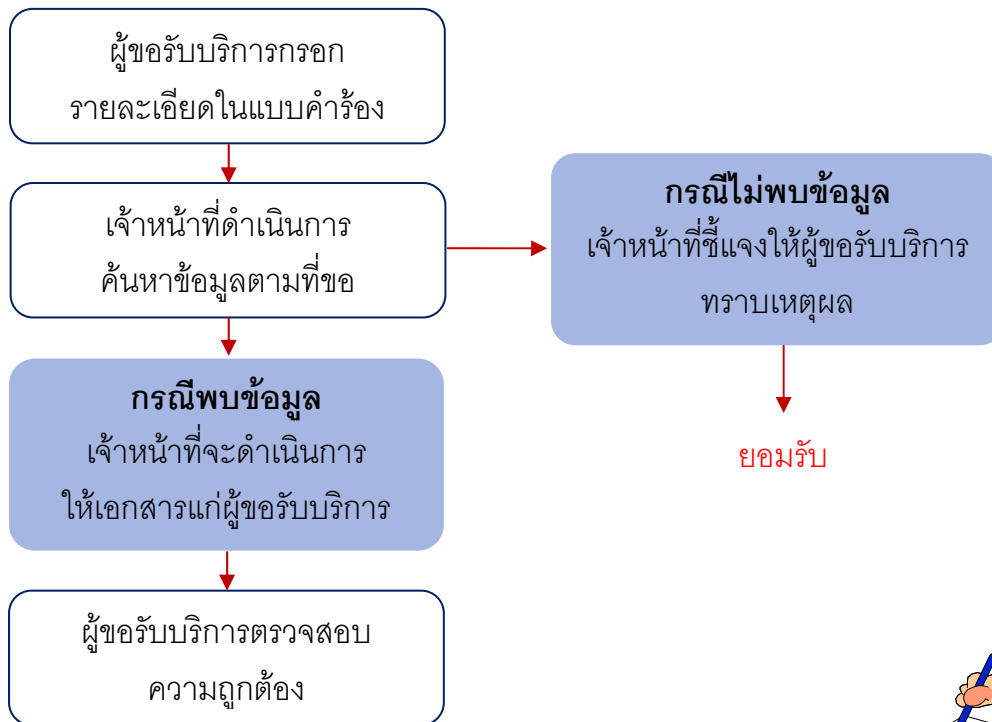 ผู้ขอรับบริการกรอก
รายละเอียดในแบบคำร้อง
เจ้าหน้าที่ดำเนินการ
ค้นหาข้อมูลตามที่ขอ
กรณีไม่พบข้อมูล
เจ้าหน้าที่ชี้แจงให้ผู้ขอรับบริการ
ทราบเหตุผล
ยอมรับ
กรณีพบข้อมูล
เจ้าหน้าที่จะดำเนินการ
ให้เอกสารแก่ผู้ขอรับบริการ
ผู้ขอรับบริการตรวจสอบ
ความถูกต้อง